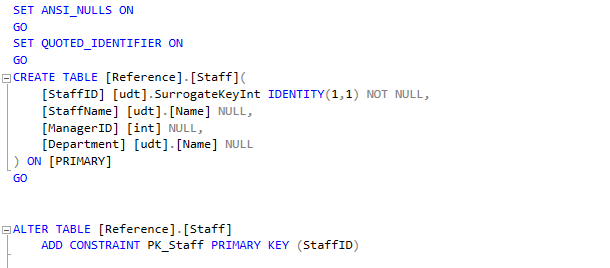 SET ANSI_NULLS ON
GO
SET QUOTED_IDENTIFIER ON
GO
CREATE TABLE [Reference].[Staff](
    [StaffID] [udt].SurrogateKeyInt IDENTITY(1,1) NOT NULL,
    [StaffName] [udt].[Name] NULL,
    [ManagerID] [int] NULL,
    [Department] [udt].[Name] NULL
) ON [PRIMARY]
GO
ALTER TABLE [Reference].[Staff]
    ADD CONSTRAINT PK_Staff PRIMARY KEY (StaffID)